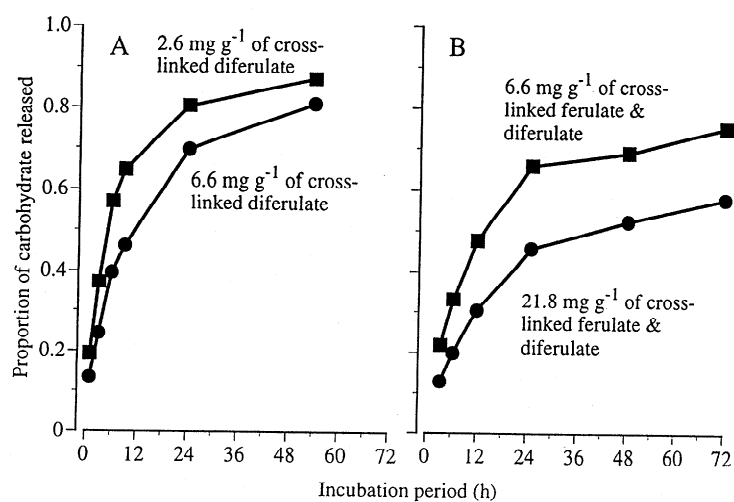 1.0
0.8
0.6
0.4
0.2
0
Proportion of carbohydrate released
A
2.6 mg g⁻¹ of cross-
linked diferulate
6.6 mg g⁻¹ of cross-
linked diferulate
0 12 24 36 48 60 72
B
6.6 mg g⁻¹ of cross-
linked ferulate &
diferulate
21.8 mg g⁻¹ of cross-
linked ferulate &
diferulate
0 12 24 36 48 60 72
Incubation period (h)